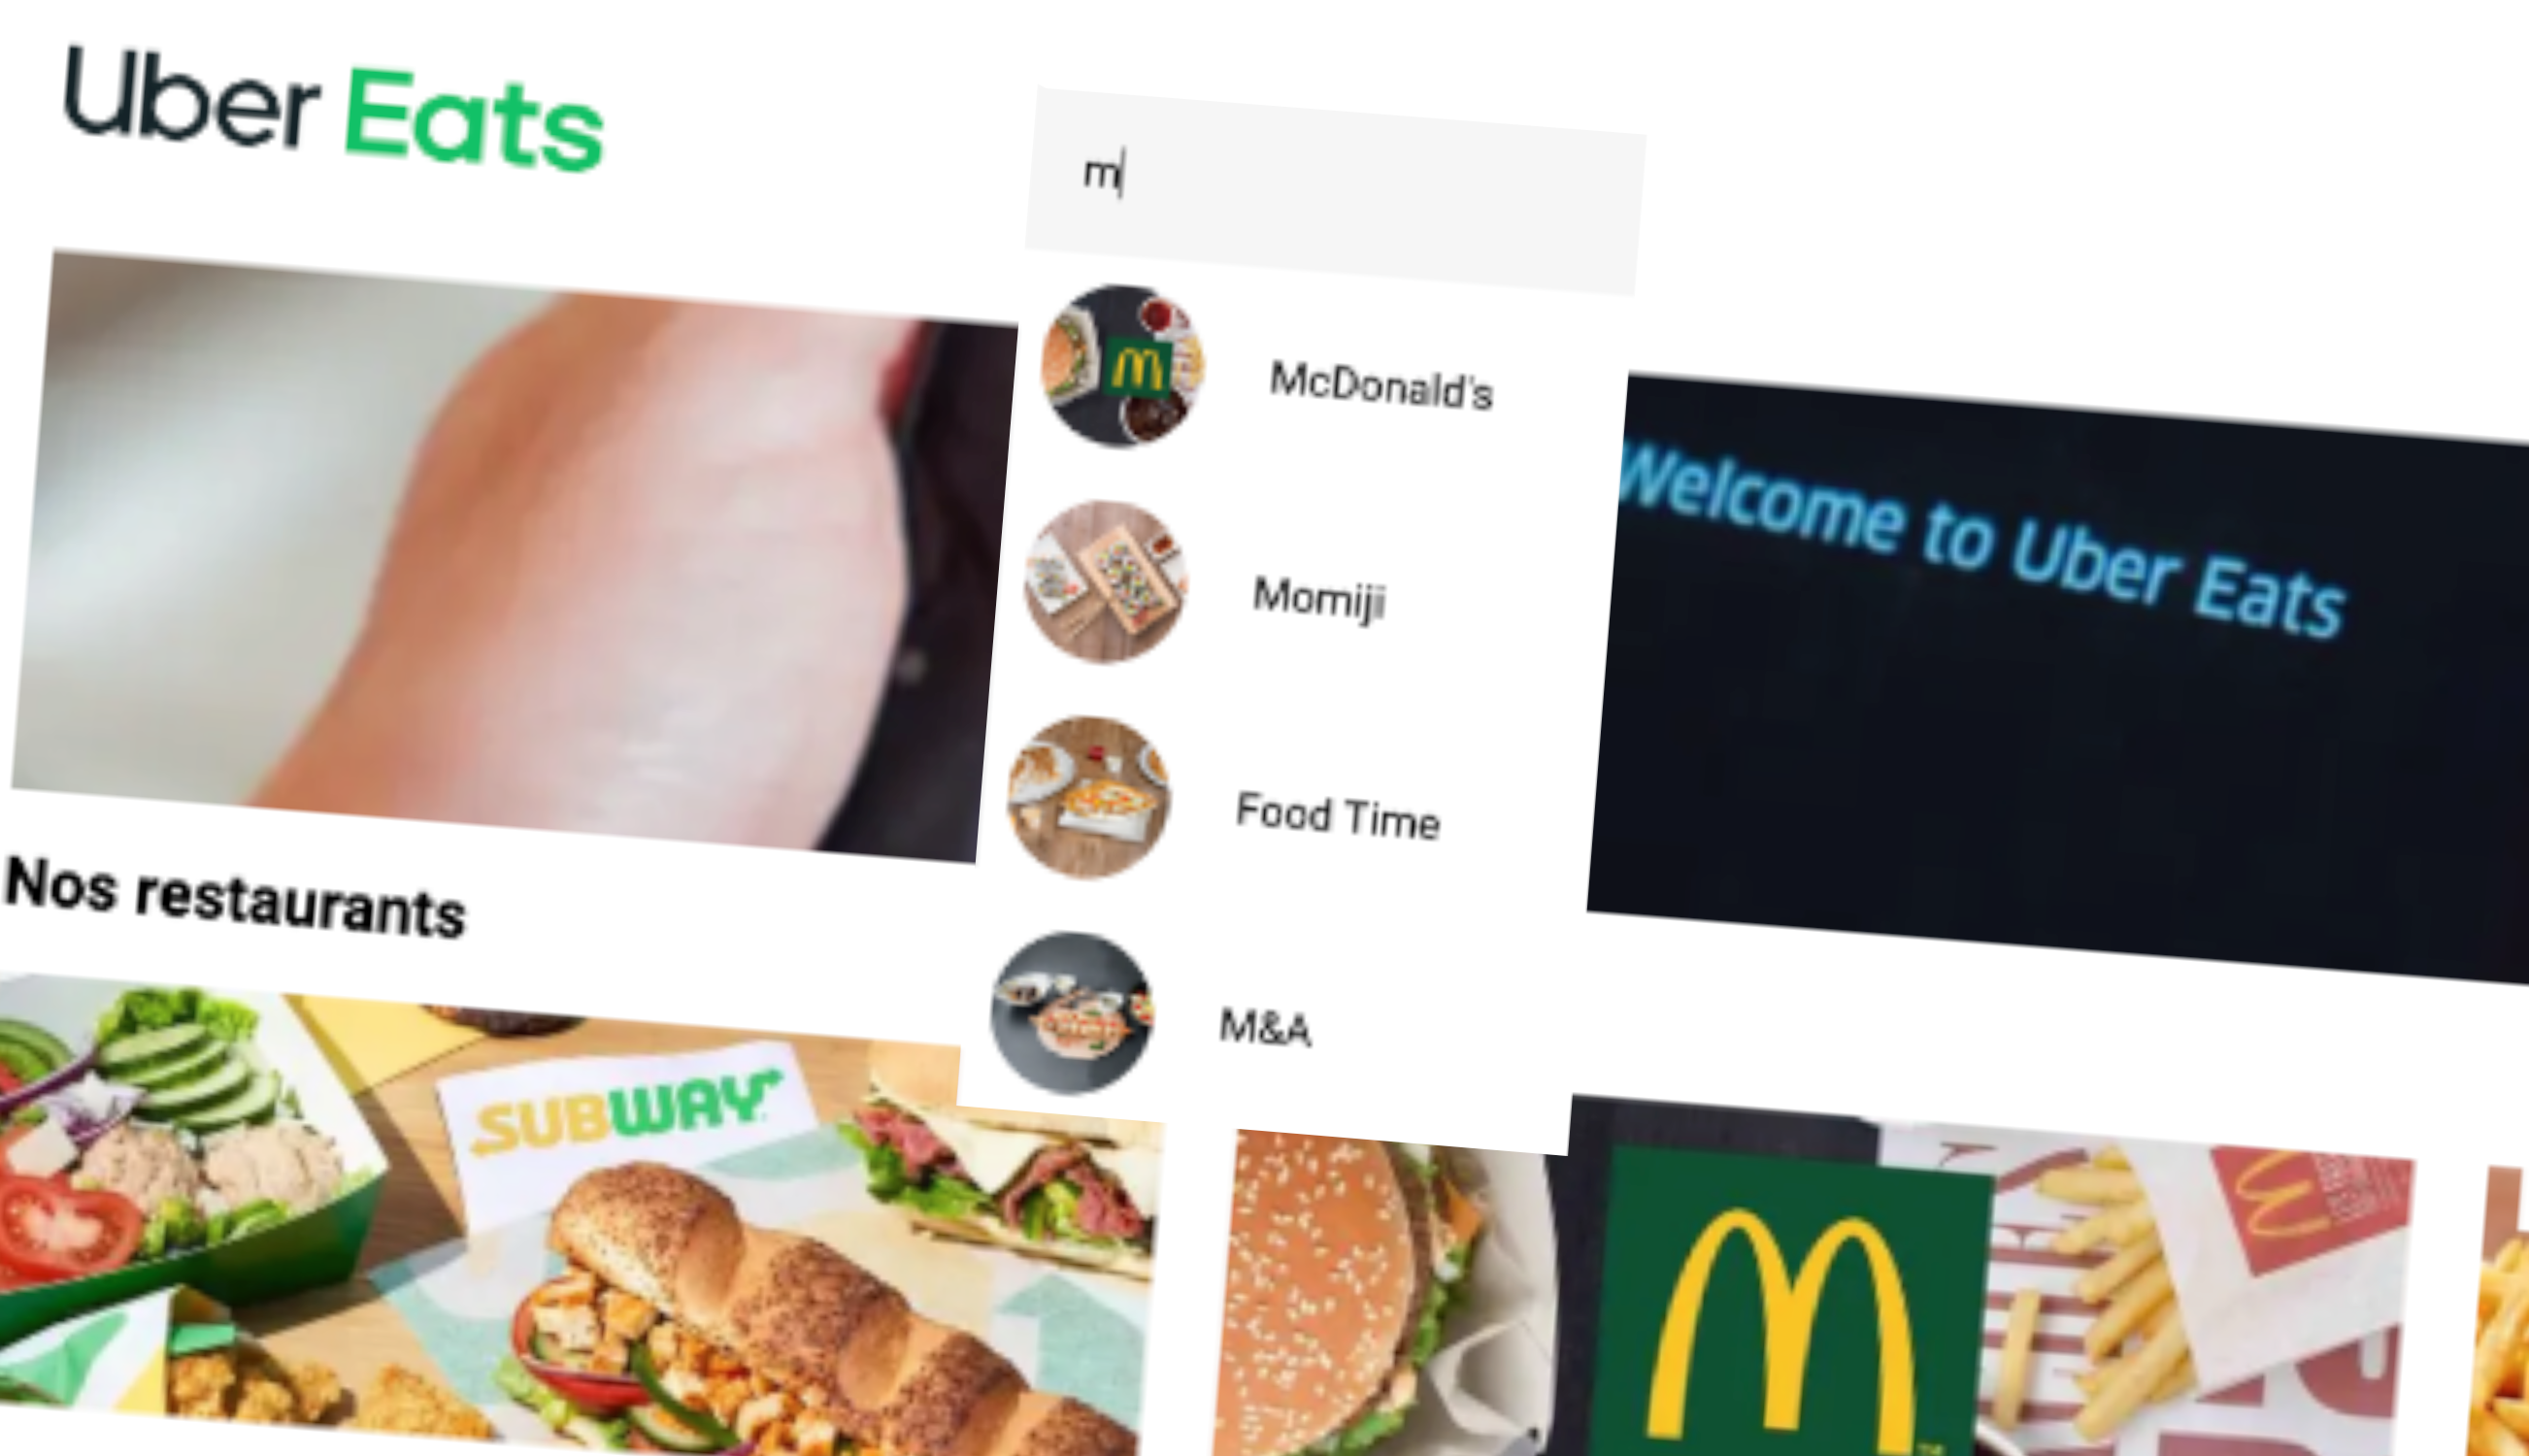 Uber Eats
m
McDonald's
Momiji
Food Time
M&A
Welcome to Uber Eats
Nos restaurants
SUBWAY